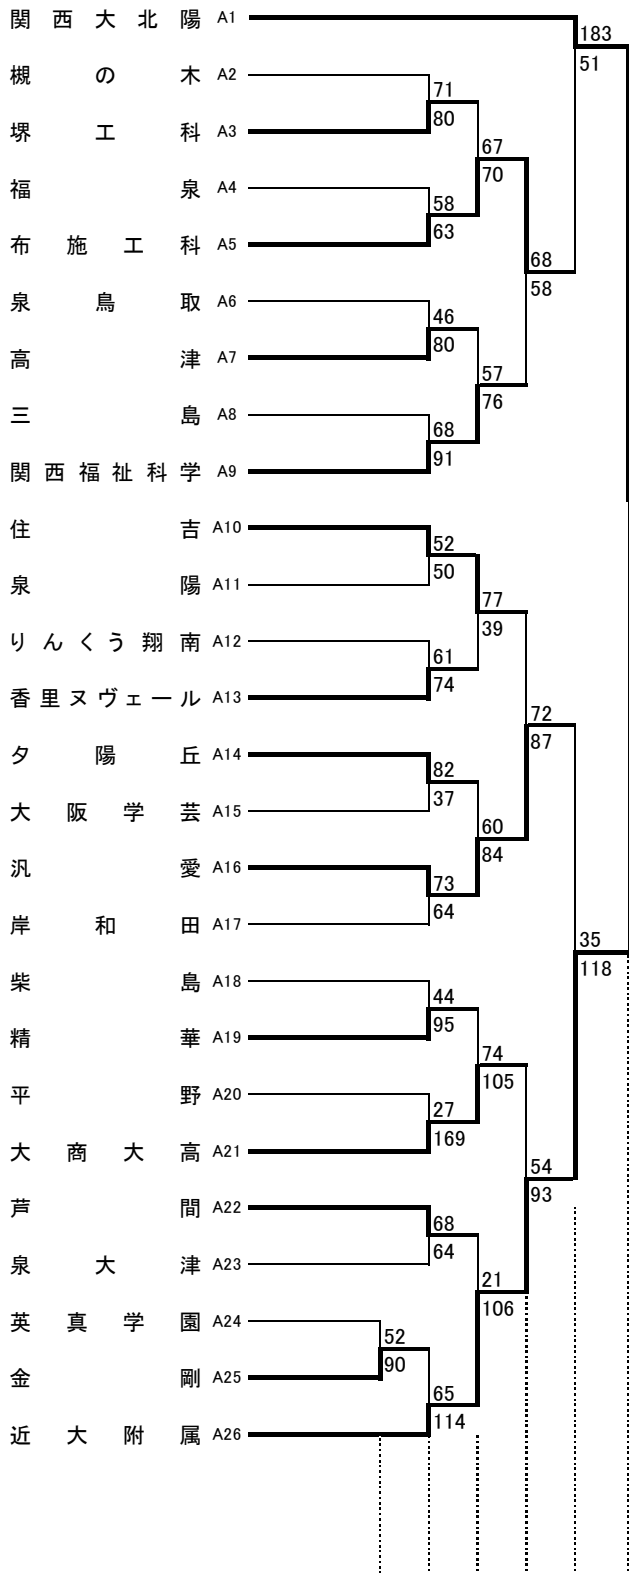 関西大北陽 A1
183
51
槻の木 A2
71
堺工科 A3
80
67
70
福泉 A4
58
布施工科 A5
63
68
58
泉鳥取 A6
46
高津 A7
80
57
76
三島 A8
68
関西福祉科学 A9
91
住吉 A10
52
泉陽 A11
50
77
39
りんくう翔南 A12
61
香里ヌヴェール A13
74
72
87
夕陽丘 A14
82
大阪学芸 A15
37
60
84
汎愛 A16
73
岸和田 A17
64
35
118
柴島 A18
44
精華 A19
95
74
105
平野 A20
27
大商大高 A21
169
54
93
芦間 A22
68
泉大津 A23
64
21
106
英真学園 A24
52
金剛 A25
90
65
近大附属 A26
114